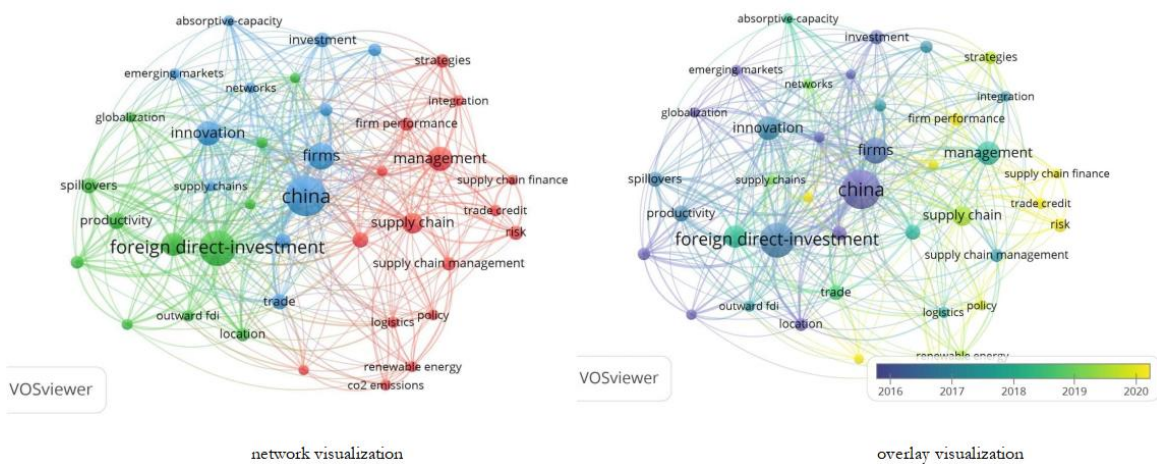 absorptive-capacity
investment
strategies
emerging markets
networks
integration
globalization
firm performance
innovation
firms
management
spillovers
supply chains
supply chain finance
china
productivity
trade credit
supply chain
risk
foreign direct-investment
supply chain management
trade
outward fdi
logistics
policy
location
renewable energy
co2 emissions
VOSviewer
network visualization
absorptive-capacity
investment
strategies
emerging markets
networks
integration
globalization
firm performance
innovation
firms
management
spillovers
supply chains
supply chain finance
china
productivity
trade credit
supply chain
risk
foreign direct-investment
supply chain management
trade
outward fdi
logistics
policy
location
renewable energy
VOSviewer
2016 2017 2018 2019 2020
overlay visualization